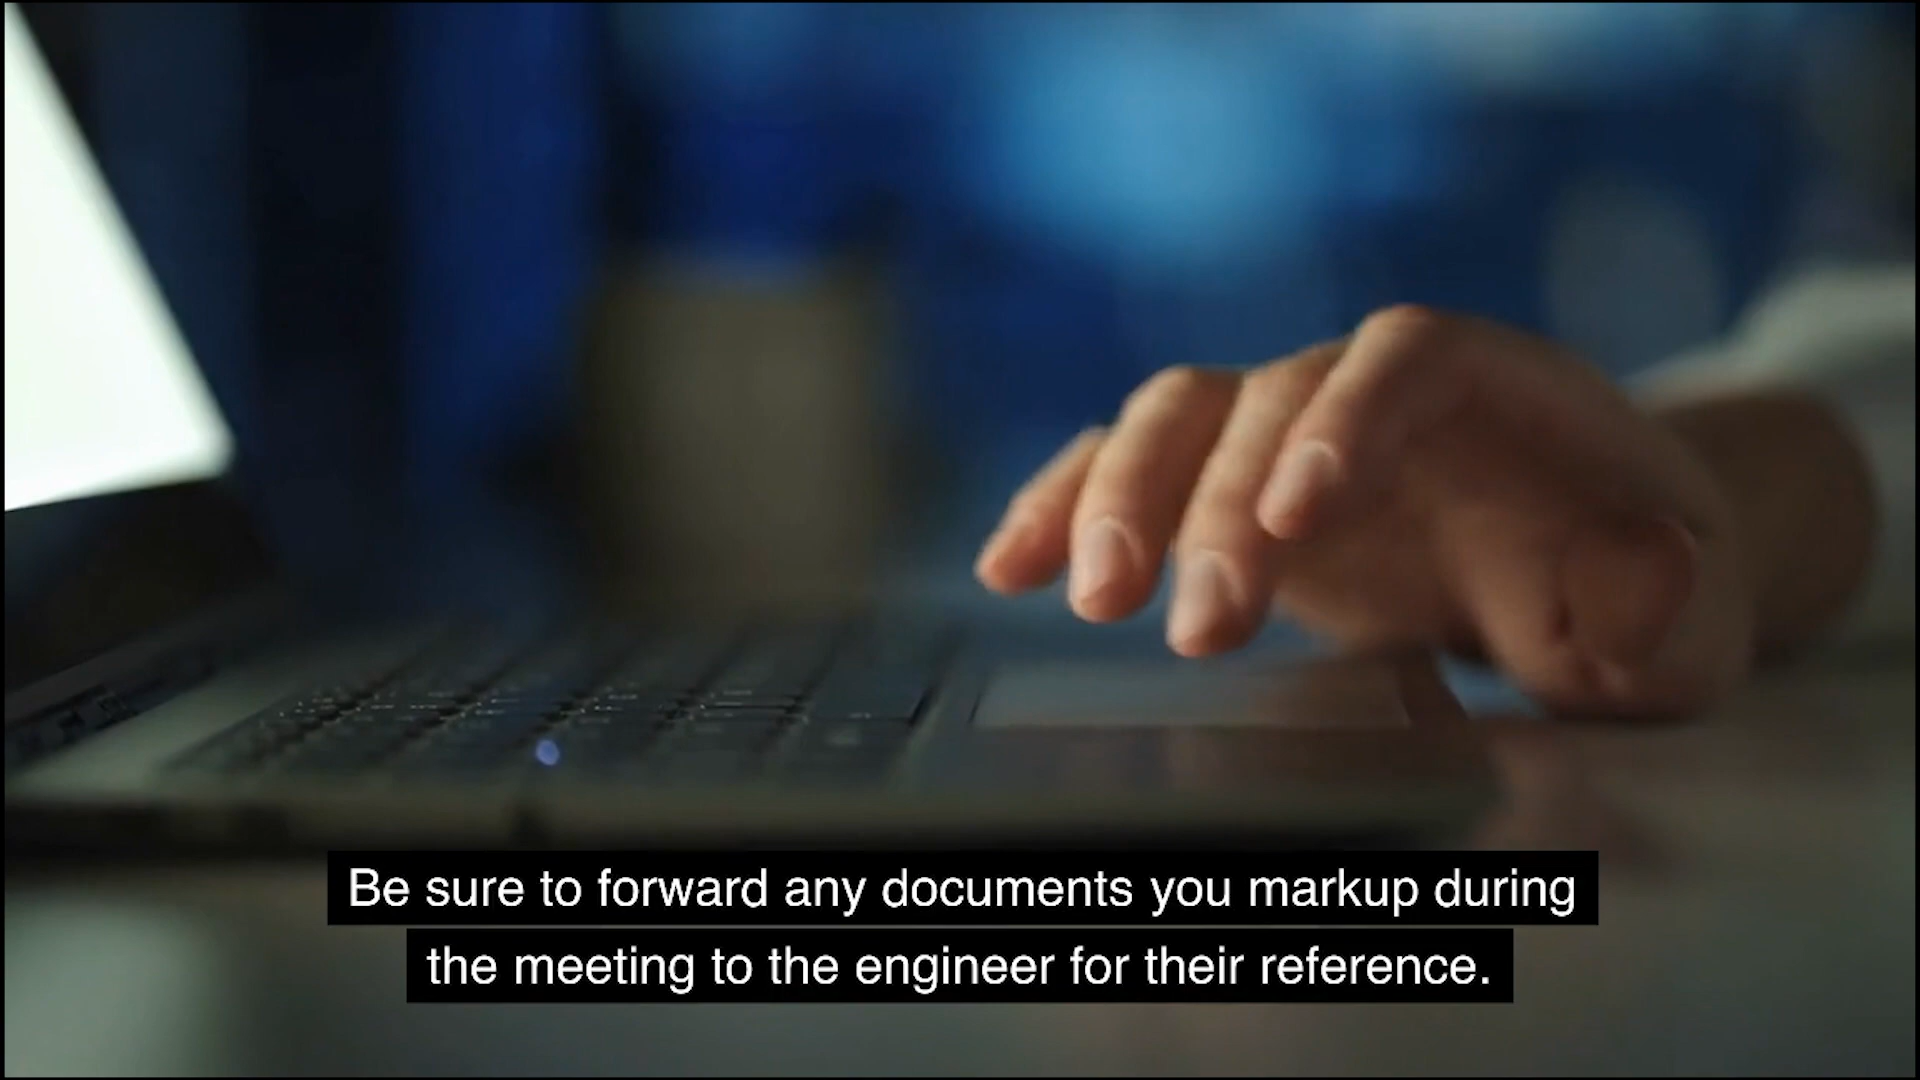 Be sure to forward any documents you markup during
the meeting to the engineer for their reference.